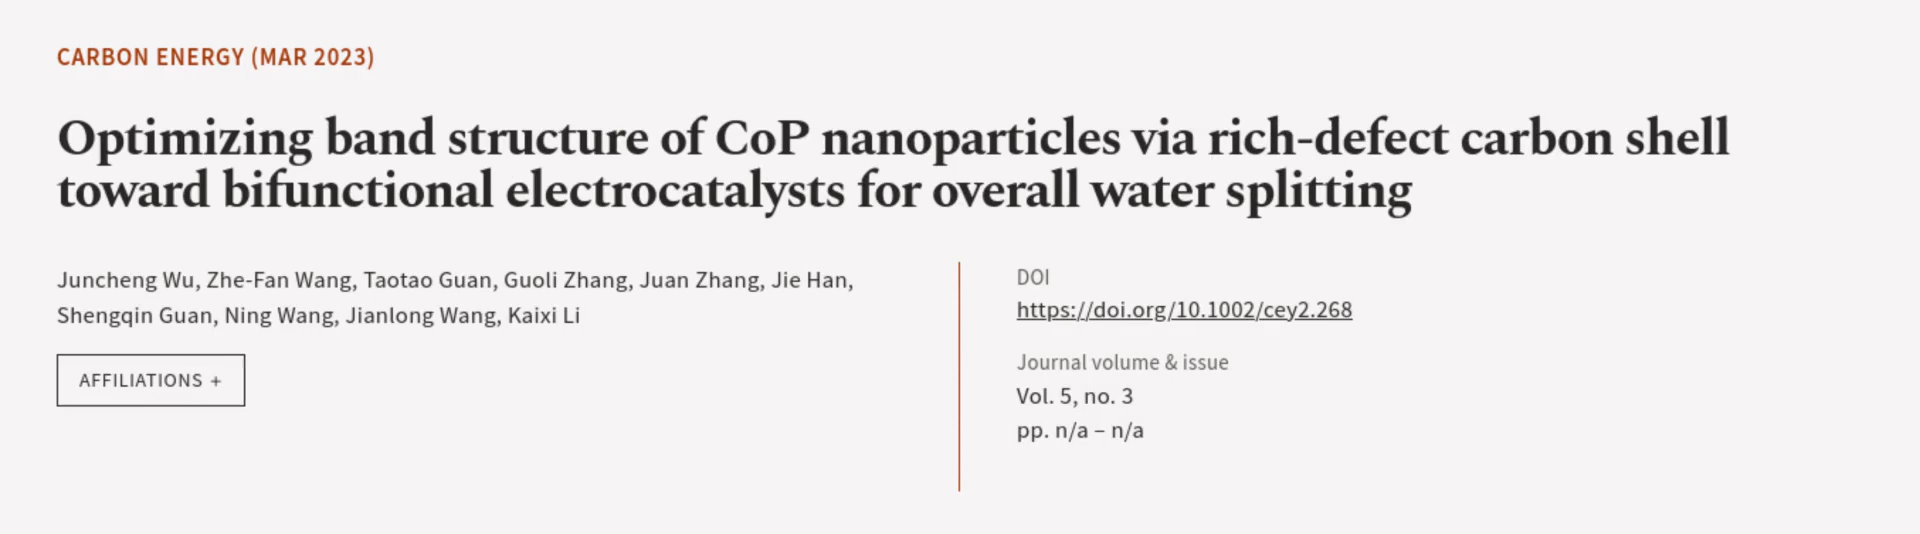 CARBON ENERGY (MAR 2023)
Optimizing band structure of CoP nanoparticles via rich-defect carbon shell
toward bifunctional electrocatalysts for overall water splitting
Juncheng Wu, Zhe-Fan Wang, Taotao Guan, Guoli Zhang, Juan Zhang, Jie Han,
Shengqin Guan, Ning Wang, Jianlong Wang, Kaixi Li
AFFILIATIONS +
DOI
https://doi.org/10.1002/cey2.268
Journal volume & issue
Vol. 5, no. 3
pp. n/a – n/a